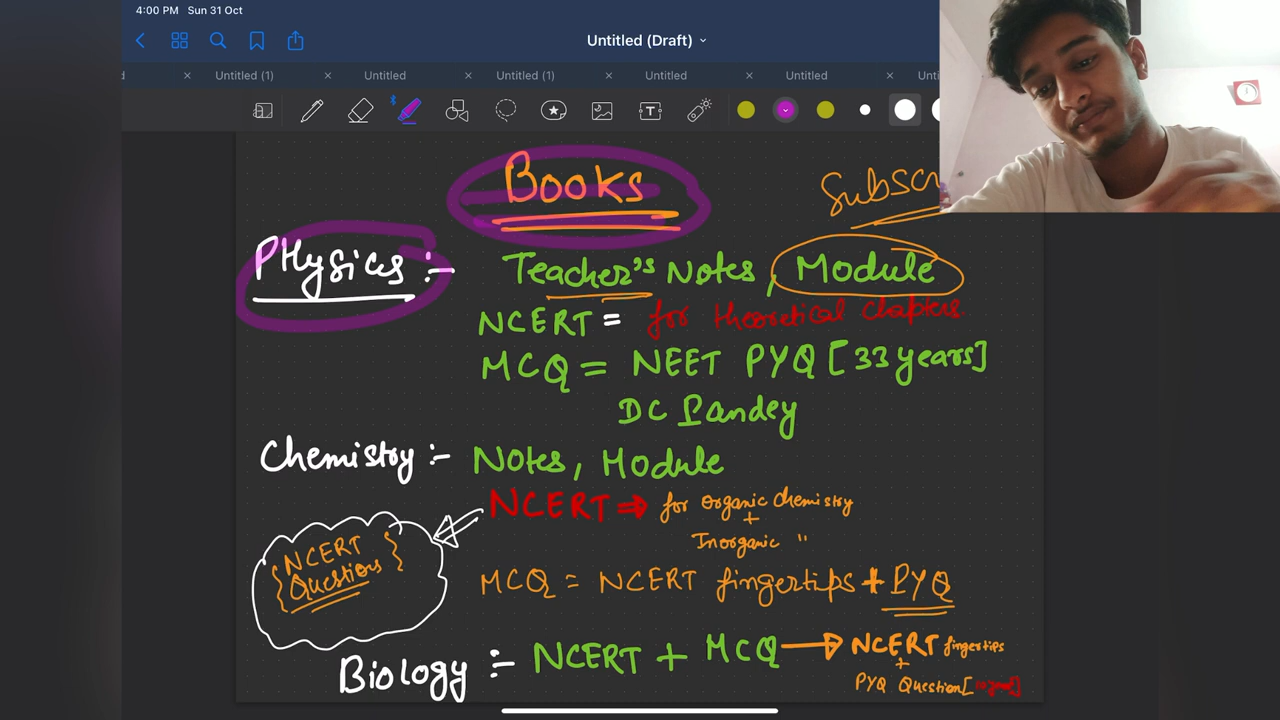 4:00 PM Sun 31 Oct
Untitled (Draft)
d Untitled (1) Untitled Untitled (1) Untitled Untitled Unti
Books
Subsc
PHysics :- Teacher's Notes, Module
NCERT = for theoretical chapters
MCQ = NEET PYQ [33 years]
DC Pandey
Chemistry :- Notes, Module
NCERT ⇒ for organic chemistry
+
Inorganic "
{NCERT
Questions}
MCQ = NCERT fingertips + PYQ
Biology :- NCERT + MCQ → NCERT fingertips
+
PYQ Question [